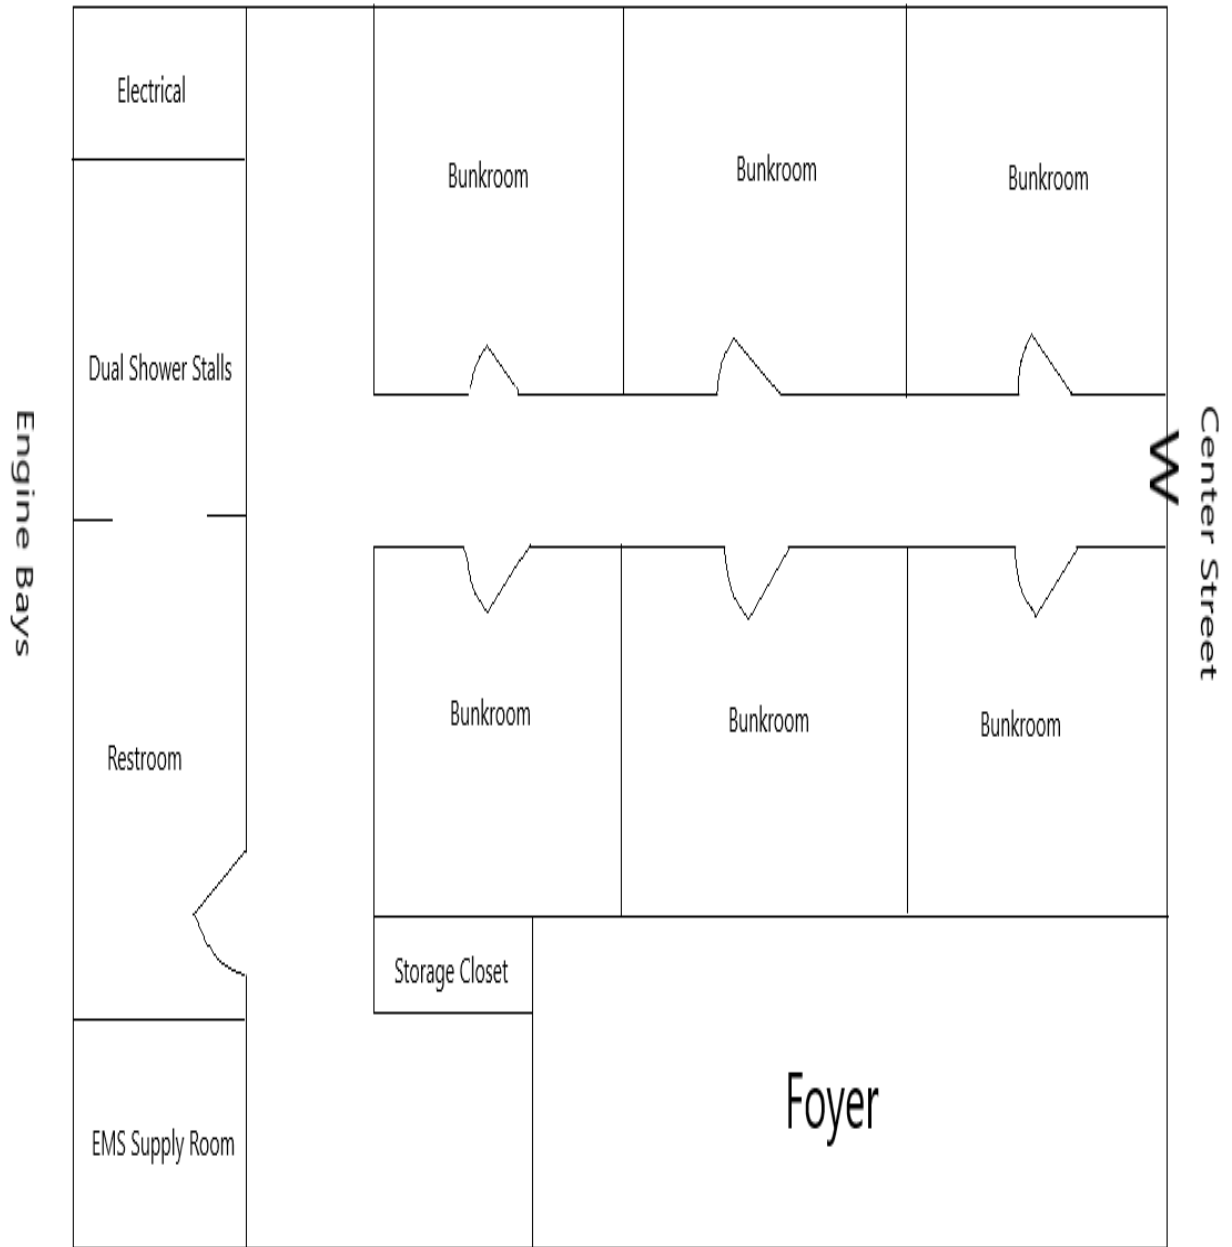 Electrical
Bunkroom
Bunkroom
Bunkroom
Dual Shower Stalls
Engine Bays
W
Center Street
Bunkroom
Bunkroom
Bunkroom
Restroom
Storage Closet
Foyer
EMS Supply Room